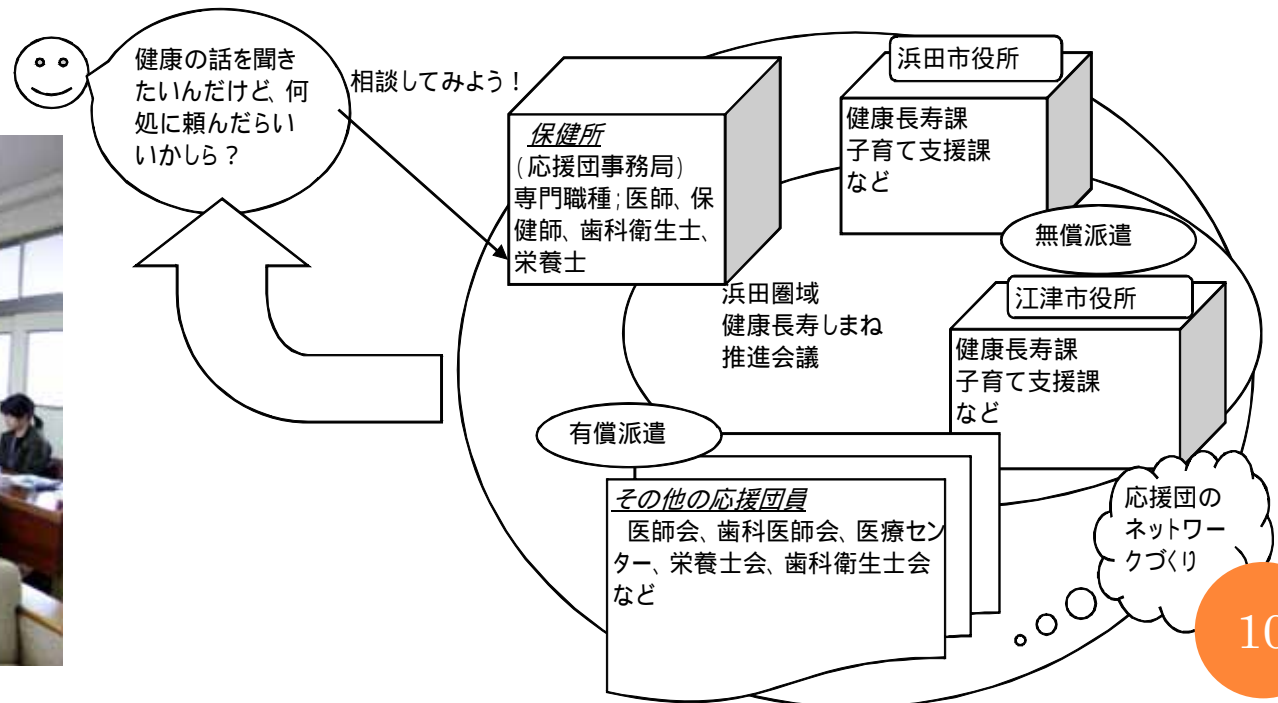 健康の話を聞き
たいんだけど、何
処に頼んだらい
いかしら？
相談してみよう！
保健所
(応援団事務局)
専門職種;医師、保
健師、歯科衛生士、
栄養士
浜田市役所
健康長寿課
子育て支援課
など
無償派遣
江津市役所
健康長寿課
子育て支援課
など
浜田圏域
健康長寿しまね
推進会議
有償派遣
その他の応援団員
医師会、歯科医師会、医療セン
ター、栄養士会、歯科衛生士会
など
応援団の
ネットワー
クづくり
10